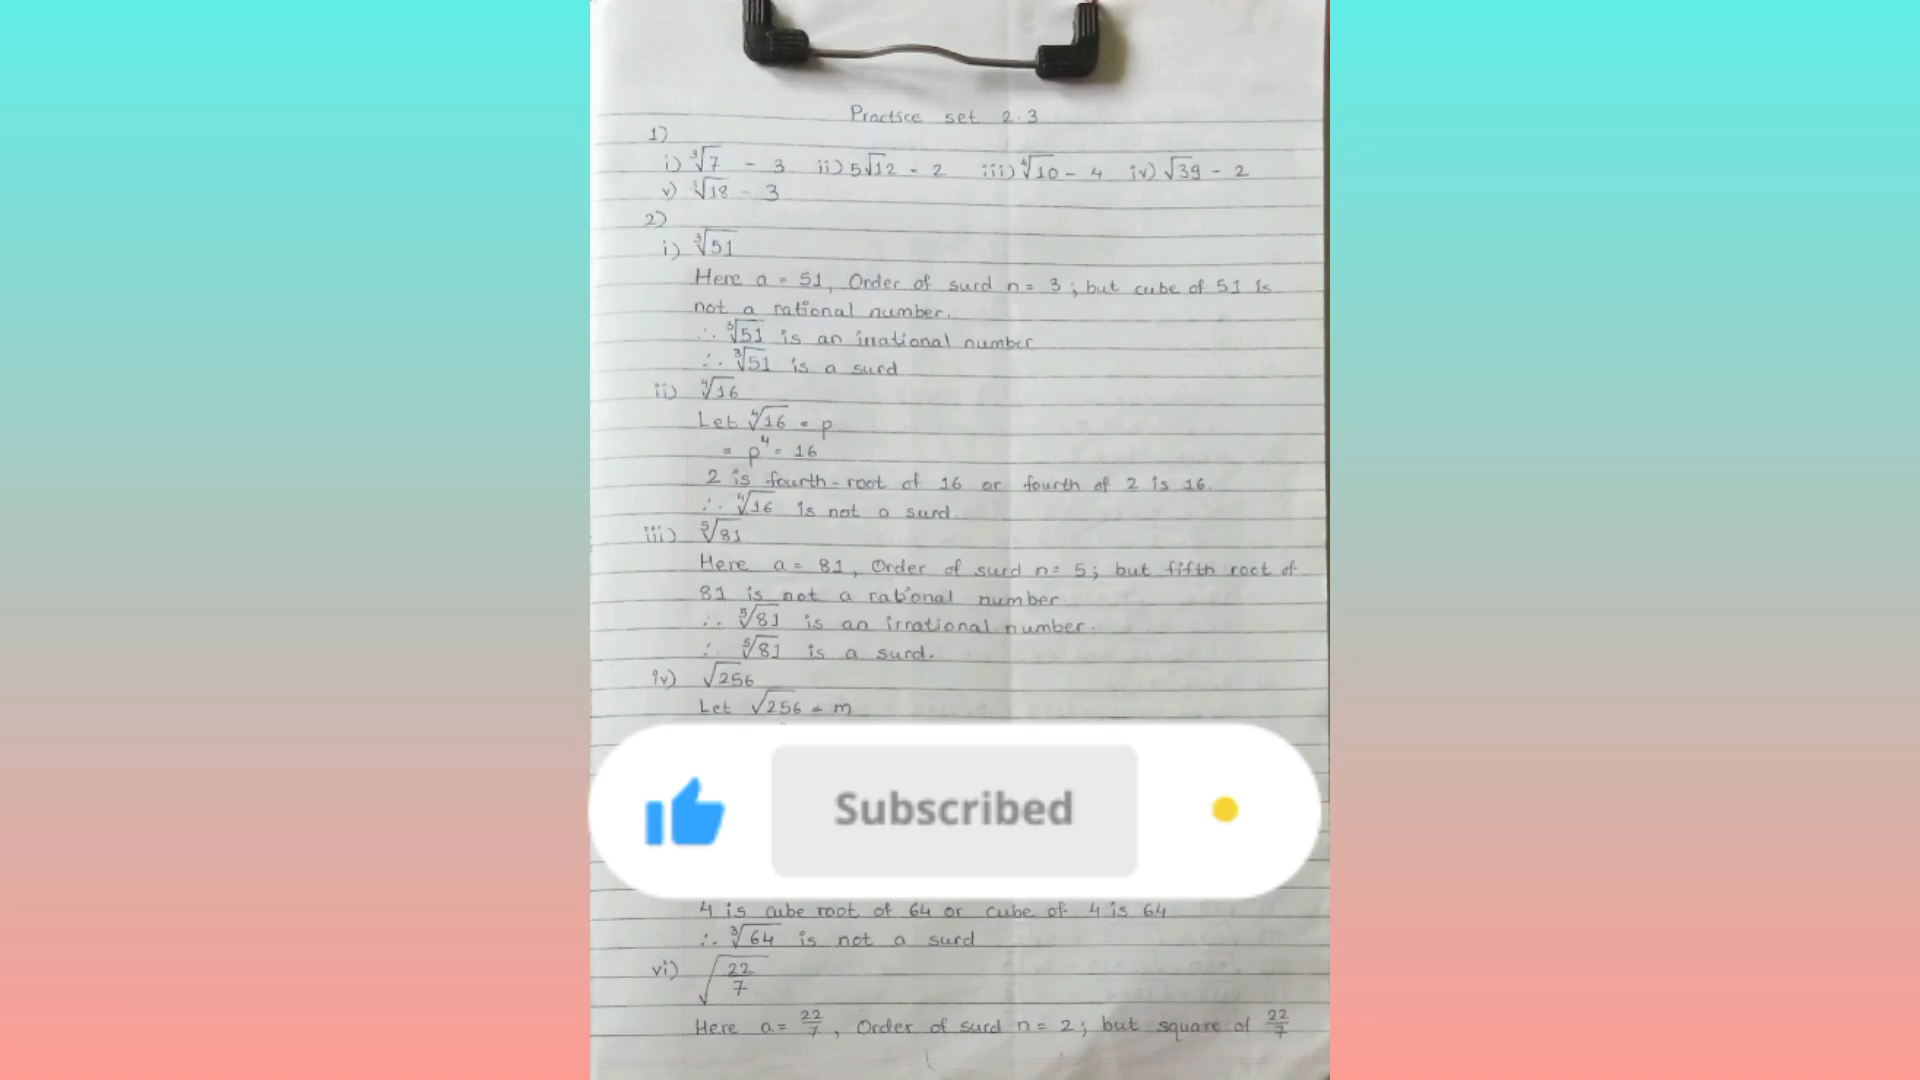 Practice set 2.3
1)
i) ∛7 - 3 ii) 5√12 - 2 iii) ∜10 - 4 iv) √39 - 2
v) ∛18 - 3
2)
i) ∛51
Here a = 51, Order of surd n = 3; but cube of 51 is
not a rational number.
∴ ∛51 is an irrational number
∴ ∛51 is a surd
ii) ∜16
Let ∜16 = p
= p⁴ = 16
2 is fourth-root of 16 or fourth of 2 is 16.
∴ ∜16 is not a surd.
iii) ⁵√81
Here a = 81, Order of surd n = 5; but fifth root of
81 is not a rational number
∴ ⁵√81 is an irrational number.
∴ ⁵√81 is a surd.
iv) √256
Let √256 = m
Subscribed
4 is cube root of 64 or cube of 4 is 64
∴ ∛64 is not a surd
vi) √22/7
Here a = 22/7, Order of surd n = 2; but square of 22/7